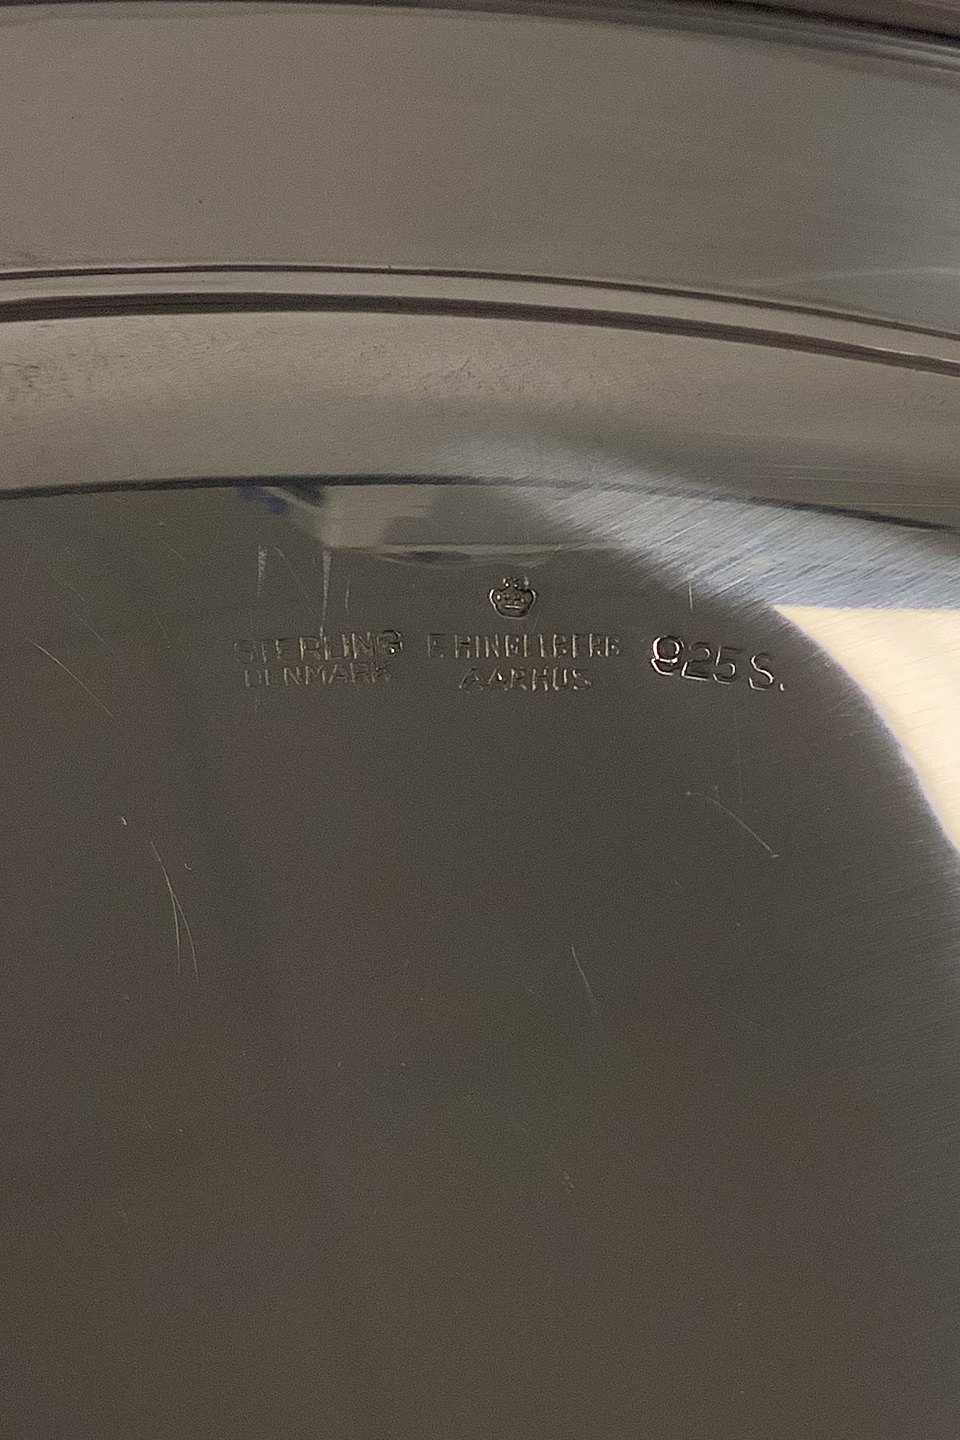 STERLING
DENMARK
F HINGELBERG
AARHUS
925 S.